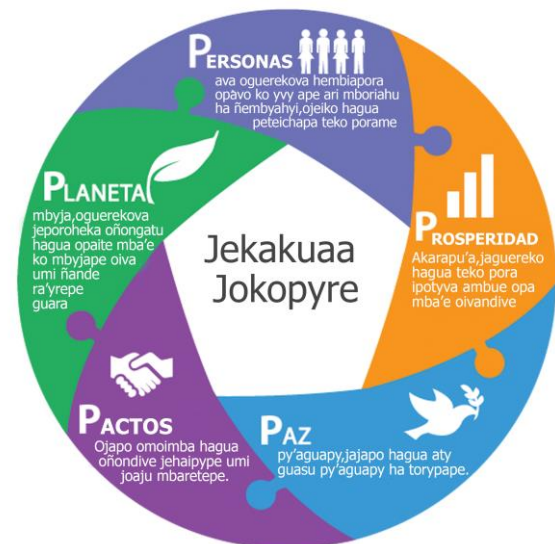 PERSONAS
ava oguerekova hembiapora
opavo ko yvy ape ari mboriahu
ha ñembyahyi,ojeiko hagua
peteichapa teko porame
PROSPERIDAD
Akarapu'a,jaguereko
hagua teko pora
ipotyva ambue opa
mba'e oivandive
PAZ
py'aguapy,jajapo hagua aty
guasu py'aguapy ha torypape.
PACTOS
Ojapo omoimba hagua
oñondive jehaipype umi
joaju mbaretepe.
PLANETA
mbyja,oguerekova
jeporoheka oñongatu
hagua opaite mba'e
ko mbyjape oiva
umi ñande
ra'yrepe
guara
Jekakuaa
Jokopyre